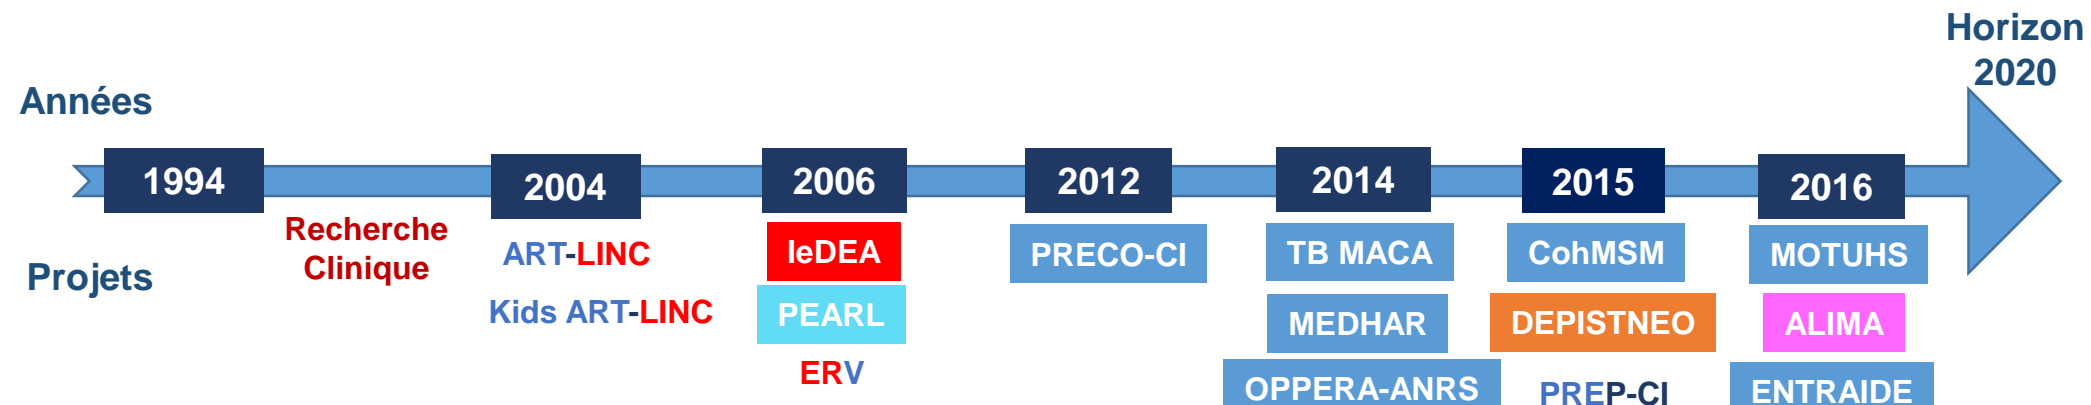 Horizon
2020
Années
1994
2004
2006
2012
2014
2015
2016
Projets
Recherche
Clinique
ART-LINC
Kids ART-LINC
IeDEA
PEARL
ERV
PRECO-CI
TB MACA
MEDHAR
OPPERA-ANRS
CohMSM
DEPISTNEO
PREP-CI
MOTUHS
ALIMA
ENTRAIDE